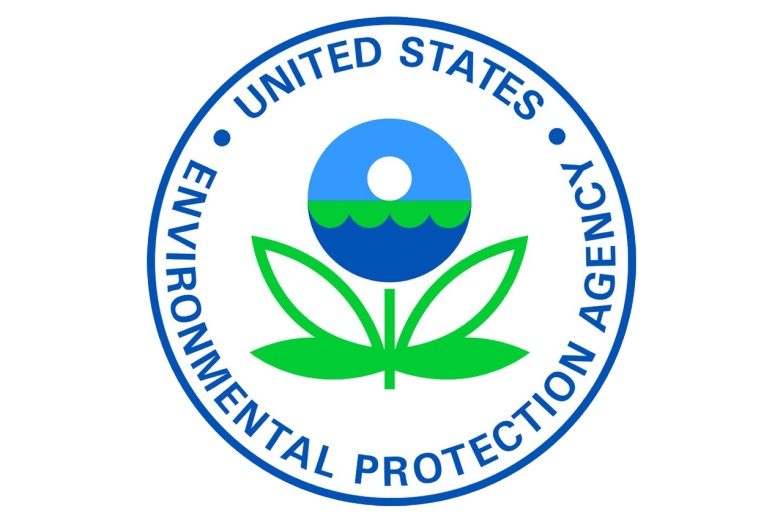 UNITED STATES
ENVIRONMENTAL PROTECTION AGENCY